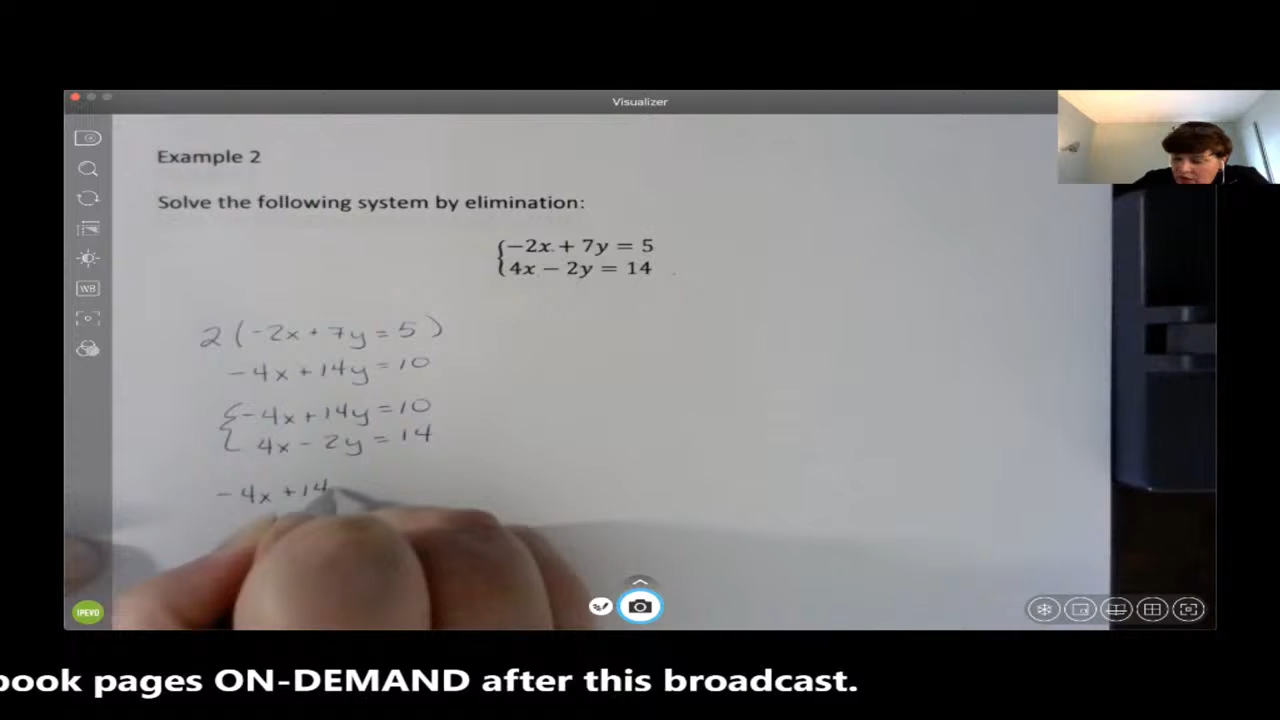 Visualizer
Example 2
Solve the following system by elimination:
{−2x + 7y = 5
4x − 2y = 14
2(-2x + 7y = 5)
-4x + 14y = 10
{-4x + 14y = 10
4x - 2y = 14
-4x + 14
WB
IPEVO
book pages ON-DEMAND after this broadcast.